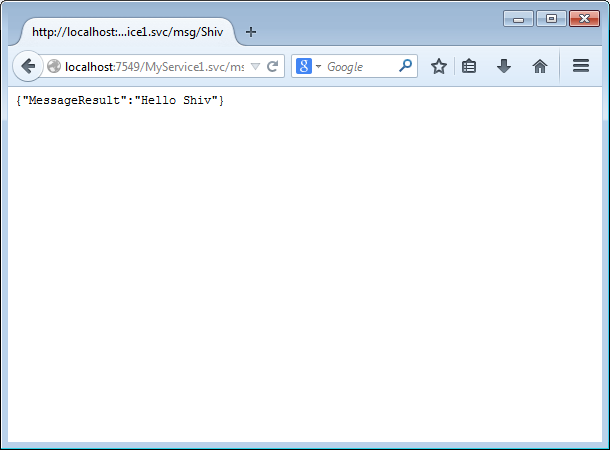 http://localhost:...ice1.svc/msg/Shiv
localhost:7549/MyService1.svc/ms
Google
{"MessageResult":"Hello Shiv"}